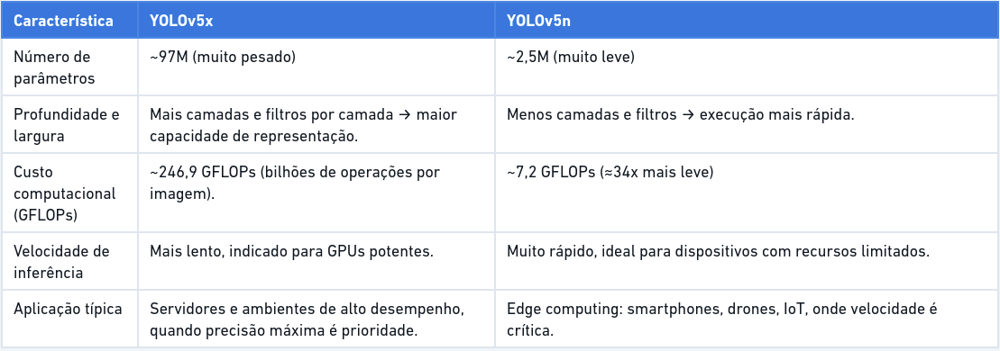 Característica YOLOv5x YOLOv5n
Número de parâmetros ~97M (muito pesado) ~2,5M (muito leve)
Profundidade e largura Mais camadas e filtros por camada → maior capacidade de representação. Menos camadas e filtros → execução mais rápida.
Custo computacional (GFLOPs) ~246,9 GFLOPs (bilhões de operações por imagem). ~7,2 GFLOPs (≈34x mais leve)
Velocidade de inferência Mais lento, indicado para GPUs potentes. Muito rápido, ideal para dispositivos com recursos limitados.
Aplicação típica Servidores e ambientes de alto desempenho, quando precisão máxima é prioridade. Edge computing: smartphones, drones, IoT, onde velocidade é crítica.